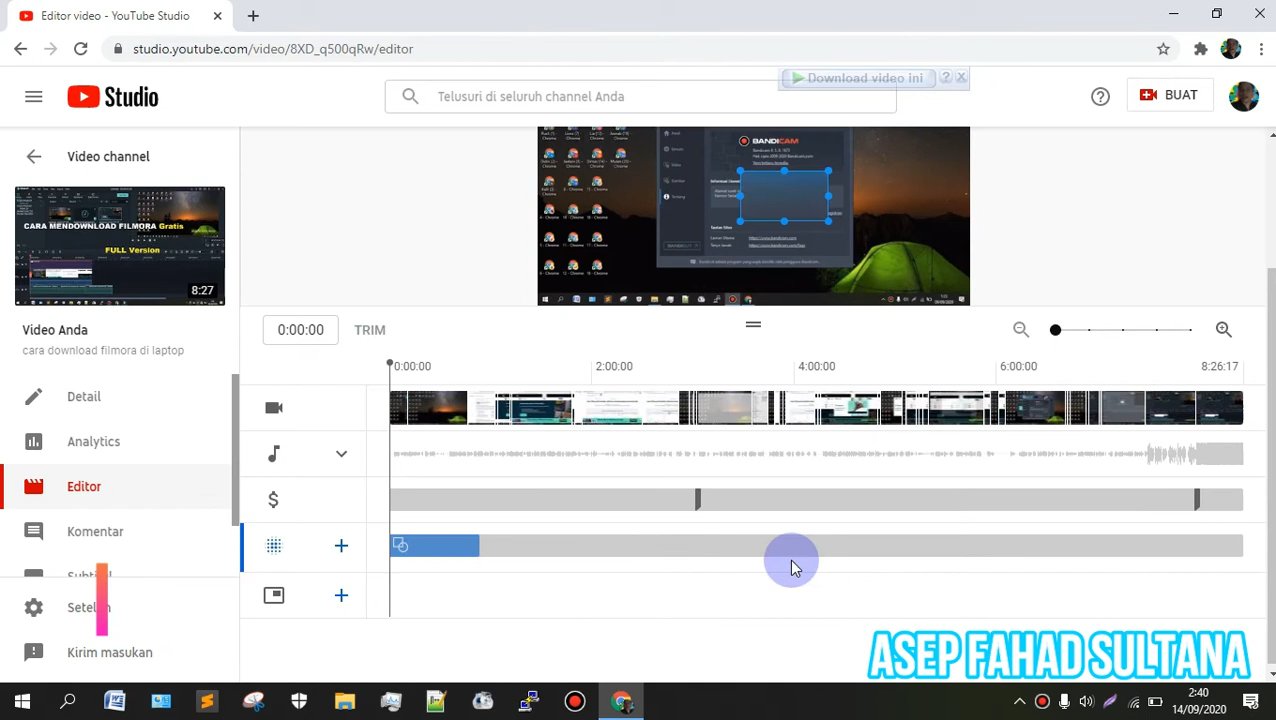 Editor video - YouTube Studio
studio.youtube.com/video/8XD_q500qRw/editor
Download video ini
Studio
Telusuri di seluruh channel Anda
BUAT
Video channel
BANDICAM
CARA MENDOWNLOAD FILMORA Gratis
FULL Version
8:27
Video Anda
cara download filmora di laptop
0:00:00
TRIM
0:00:00
2:00:00
4:00:00
6:00:00
8:26:17
Detail
Analytics
Editor
Komentar
Kirim masukan
ASEP FAHAD SULTANA
2:40
14/09/2020